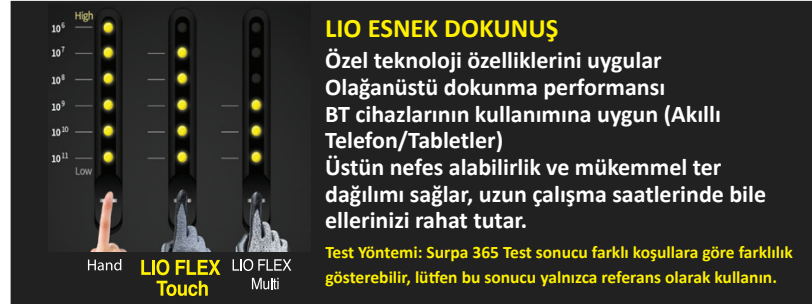 High
10⁶
10⁷
10⁸
10⁹
10¹⁰
10¹¹
Low
Hand
LIO FLEX
Touch
LIO FLEX
Multi
LIO ESNEK DOKUNUŞ
Özel teknoloji özelliklerini uygular
Olağanüstü dokunma performansı
BT cihazlarının kullanımına uygun (Akıllı
Telefon/Tabletler)
Üstün nefes alabilirlik ve mükemmel ter
dağılımı sağlar, uzun çalışma saatlerinde bile
ellerinizi rahat tutar.
Test Yöntemi: Surpa 365 Test sonucu farklı koşullara göre farklılık
gösterebilir, lütfen bu sonucu yalnızca referans olarak kullanın.